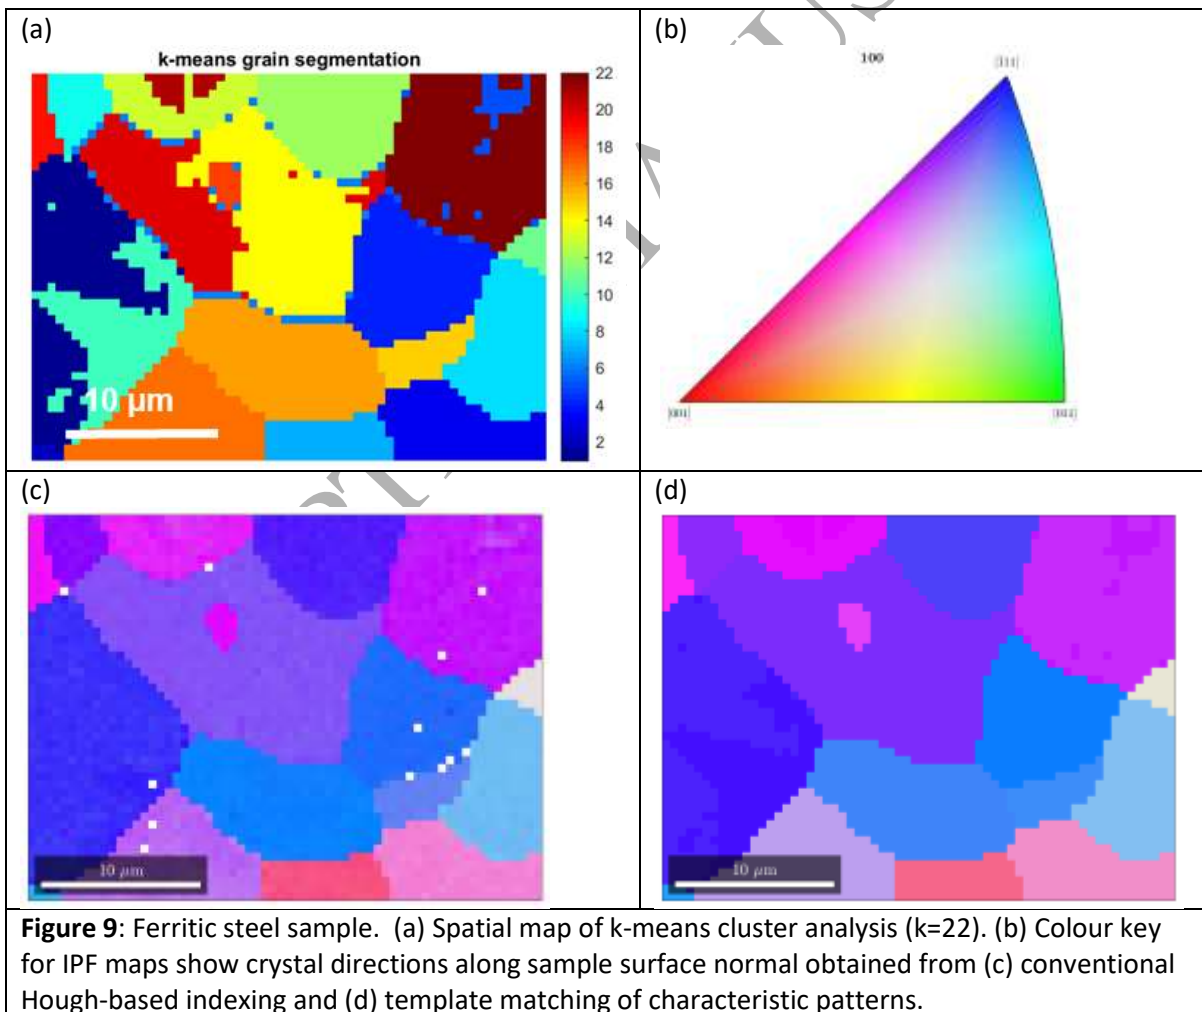 (a)
k-means grain segmentation
22
20
18
16
14
12
10
8
6
4
2
10 µm
(b)
100
[111]
[001]
[011]
(c)
10 µm
(d)
10 µm
Figure 9: Ferritic steel sample. (a) Spatial map of k-means cluster analysis (k=22). (b) Colour key
for IPF maps show crystal directions along sample surface normal obtained from (c) conventional
Hough-based indexing and (d) template matching of characteristic patterns.